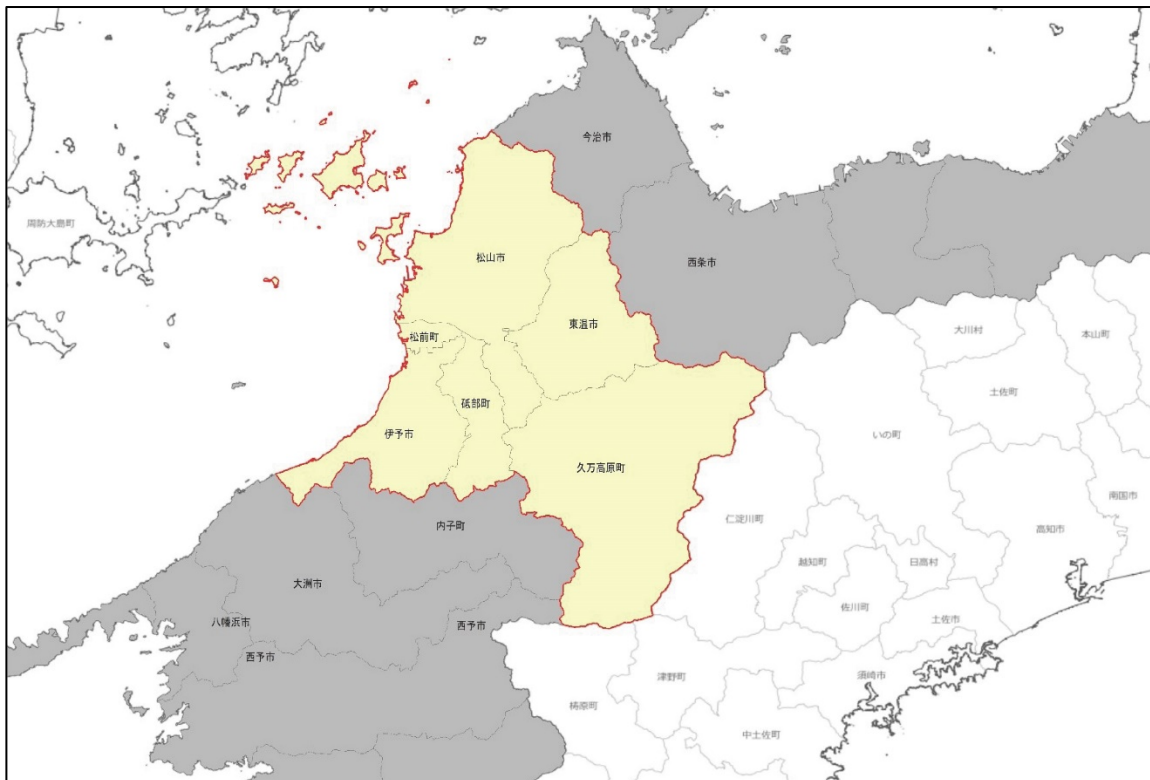 今治市
周防大島町
松山市
西条市
東温市
大川村
本山町
松前町
土佐町
砥部町
いの町
伊予市
久万高原町
南国市
仁淀川町
高知市
内子町
越知町
日高村
大洲市
佐川町
八幡浜市
西予市
土佐市
西予市
津野町
須崎市
梼原町
中土佐町